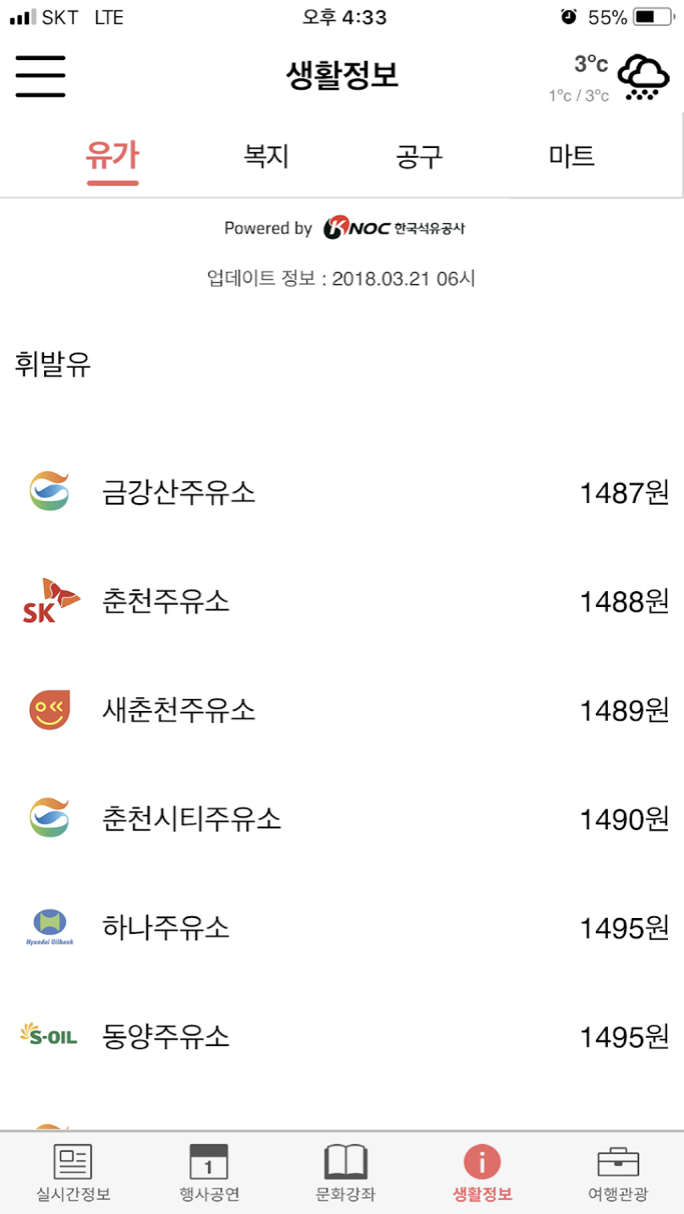 SKT LTE 오후 4:33 55%
생활정보
3°c
1°c / 3°c
유가 복지 공구 마트
Powered by KNOC 한국석유공사
업데이트 정보 : 2018.03.21 06시
휘발유
금강산주유소 1487원
SK 춘천주유소 1488원
새춘천주유소 1489원
춘천시티주유소 1490원
Hyundai Oilbank 하나주유소 1495원
S-OIL 동양주유소 1495원
1
실시간정보 행사공연 문화강좌 생활정보 여행관광